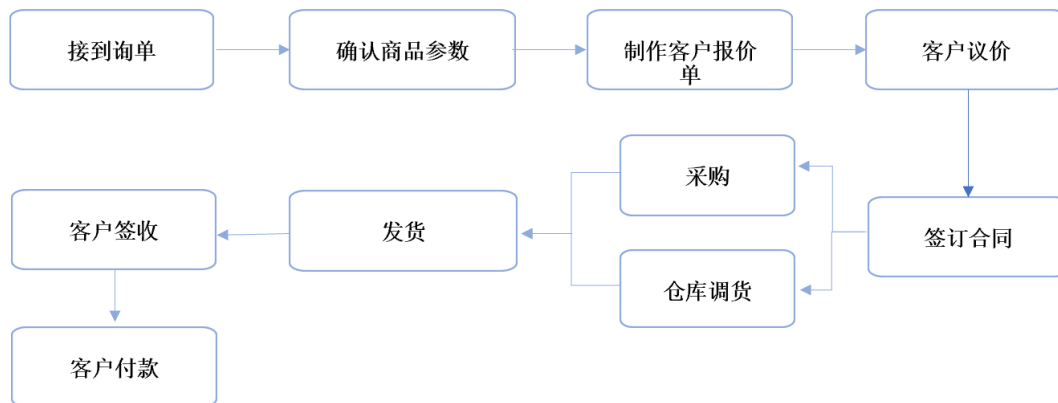 接到询单
确认商品参数
制作客户报价
单
客户议价
采购
客户签收
发货
签订合同
仓库调货
客户付款